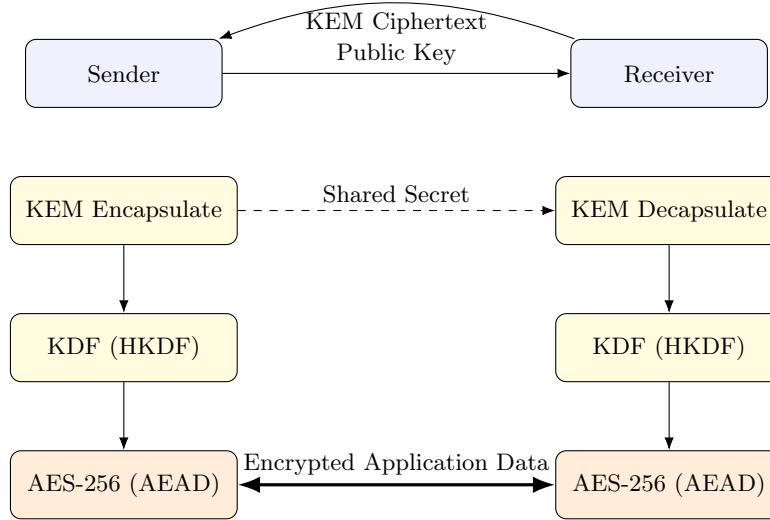 KEM Ciphertext
Public Key
Sender
Receiver
Shared Secret
KEM Encapsulate
KEM Decapsulate
KDF (HKDF)
KDF (HKDF)
Encrypted Application Data
AES-256 (AEAD)
AES-256 (AEAD)